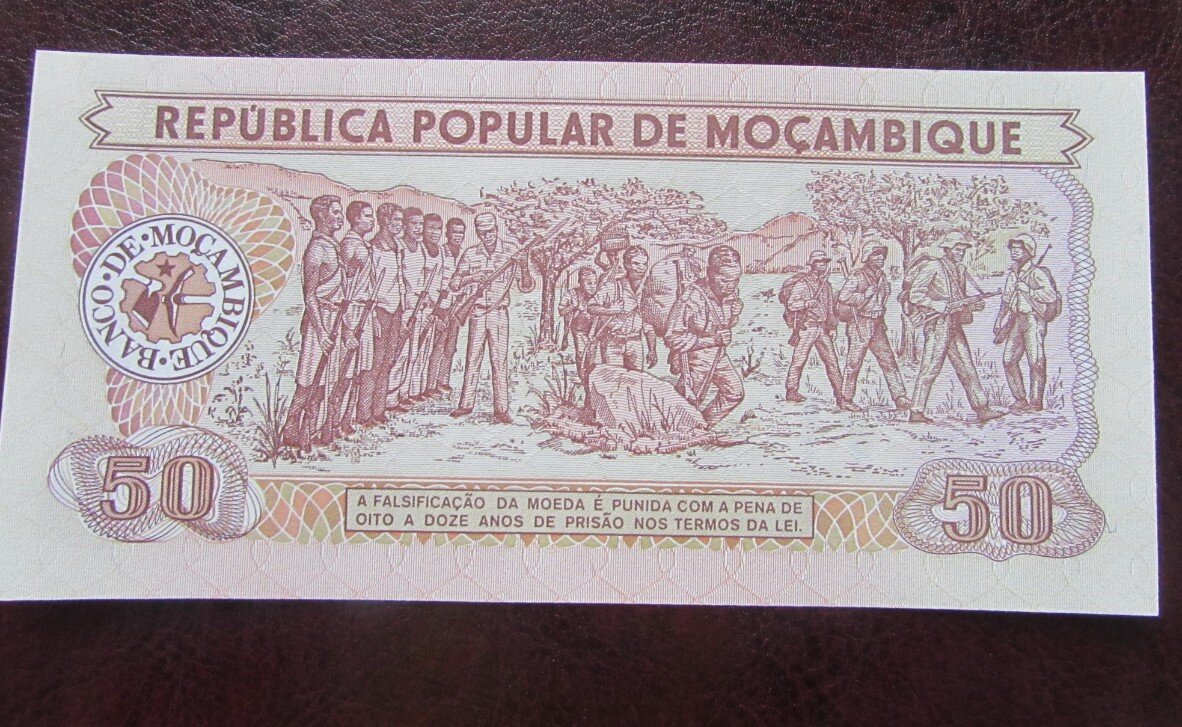 REPÚBLICA POPULAR DE MOÇAMBIQUE
BANCO·DE·MOÇAMBIQUE·
50
A FALSIFICAÇÃO DA MOEDA É PUNIDA COM A PENA DE
OITO A DOZE ANOS DE PRISÃO NOS TERMOS DA LEI.
50